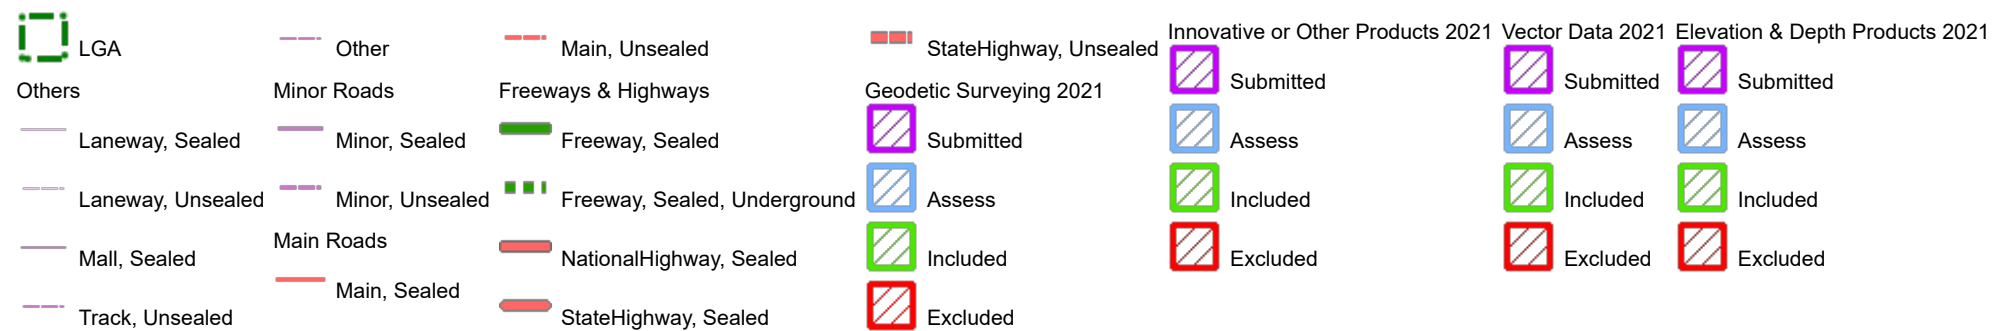 LGA
Others
Laneway, Sealed
Laneway, Unsealed
Mall, Sealed
Track, Unsealed
Other
Minor Roads
Minor, Sealed
Minor, Unsealed
Main Roads
Main, Sealed
Main, Unsealed
Freeways & Highways
Freeway, Sealed
Freeway, Sealed, Underground
NationalHighway, Sealed
StateHighway, Sealed
StateHighway, Unsealed
Geodetic Surveying 2021
Submitted
Assess
Included
Excluded
Innovative or Other Products 2021
Submitted
Assess
Included
Excluded
Vector Data 2021
Submitted
Assess
Included
Excluded
Elevation & Depth Products 2021
Submitted
Assess
Included
Excluded